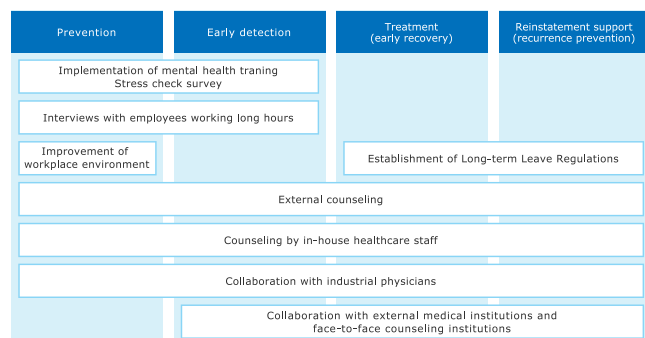 Prevention
Early detection
Treatment
(early recovery)
Reinstatement support
(recurrence prevention)
Implementation of mental health traning
Stress check survey
Interviews with employees working long hours
Improvement of
workplace environment
Establishment of Long-term Leave Regulations
External counseling
Counseling by in-house healthcare staff
Collaboration with industrial physicians
Collaboration with external medical institutions and
face-to-face counseling institutions